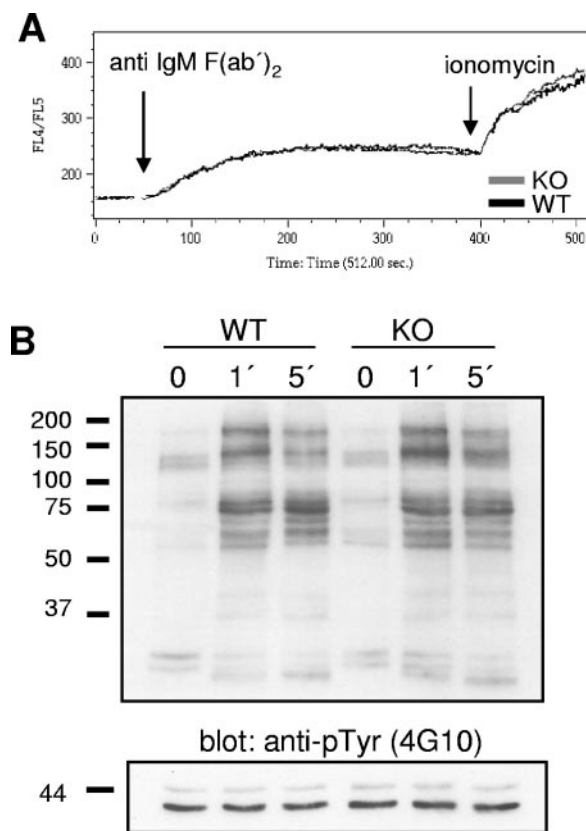 A
anti IgM F(ab´)2
ionomycin
FL4/FL5
400
300
250
200
KO
WT
0 100 200 300 400 500
Time: Time (512.00 sec.)
B
WT KO
0 1´ 5´ 0 1´ 5´
200
150
100
75
50
37
blot: anti-pTyr (4G10)
44